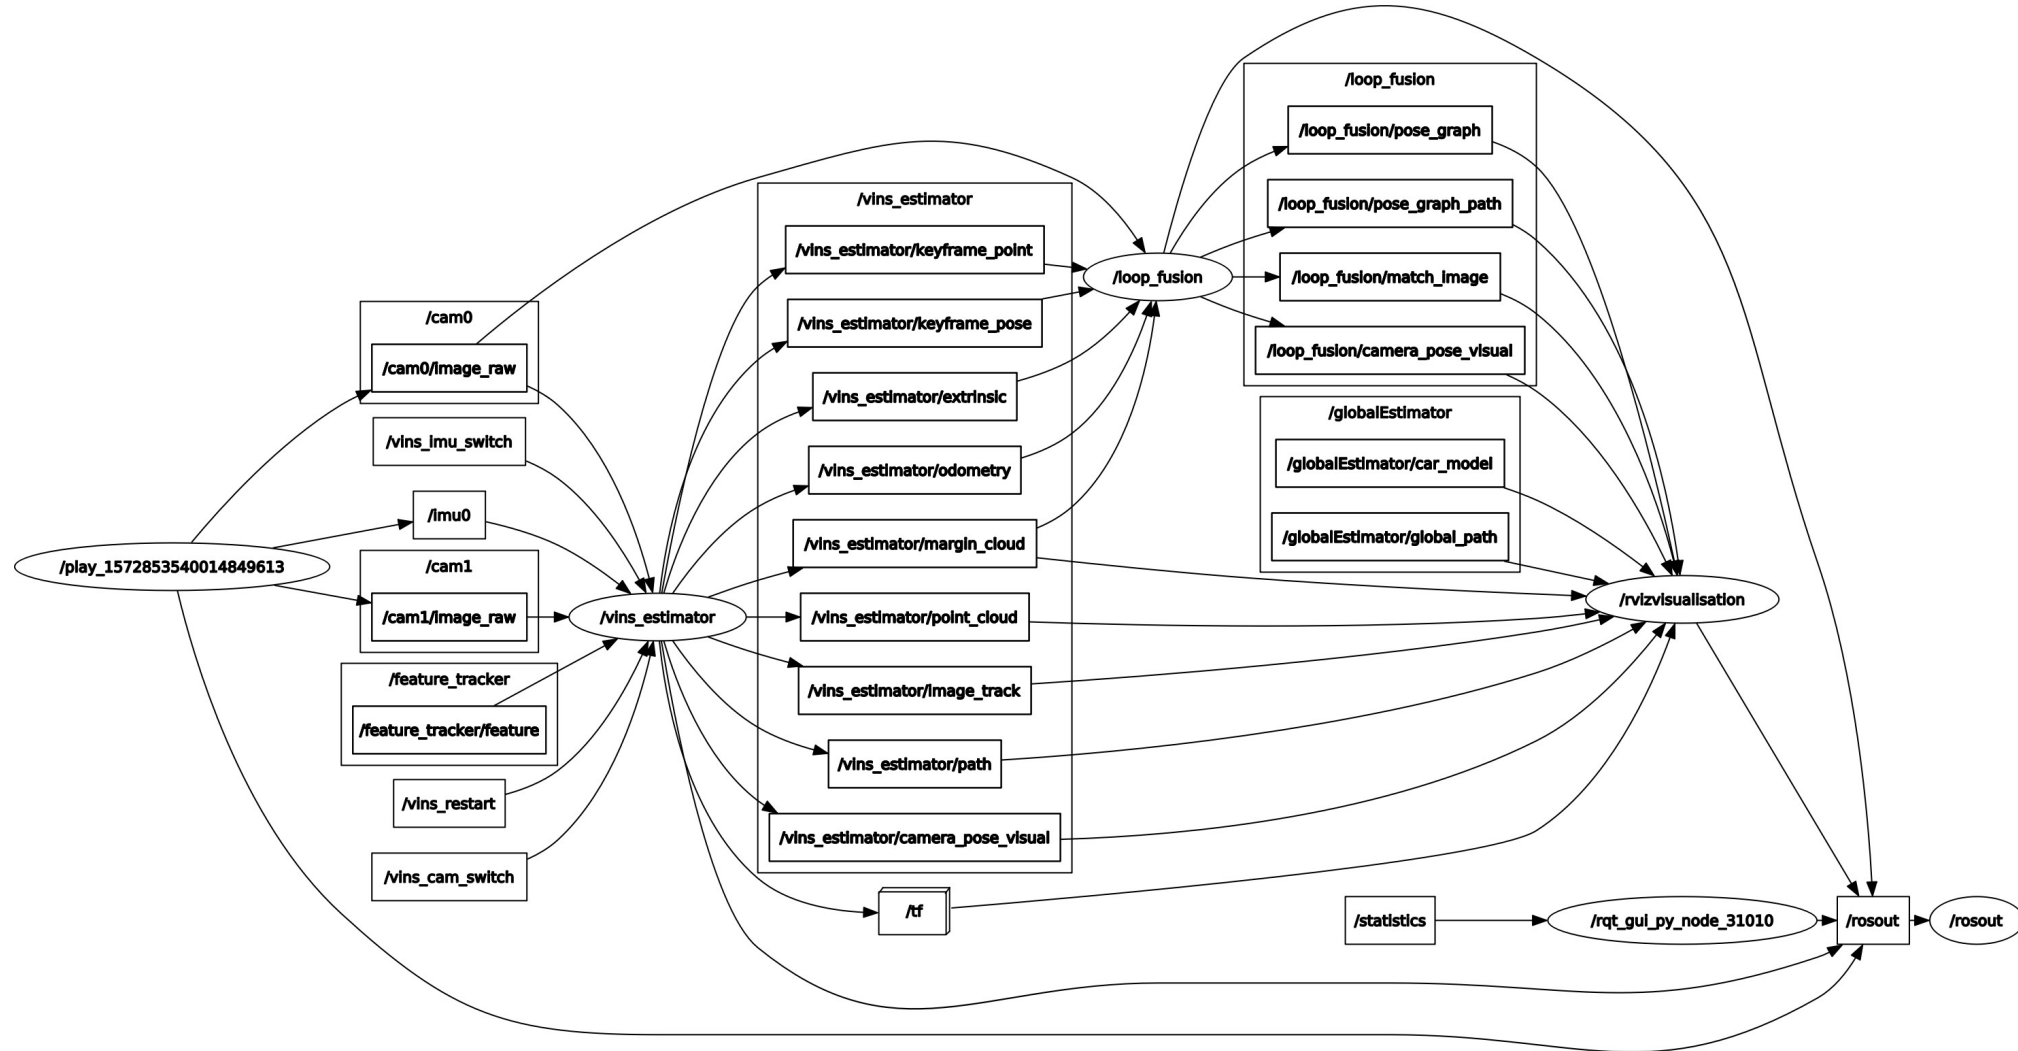 /loop_fusion
/loop_fusion/pose_graph
/loop_fusion/pose_graph_path
/loop_fusion/match_image
/loop_fusion/camera_pose_visual
/vins_estimator
/vins_estimator/keyframe_point
/vins_estimator/keyframe_pose
/vins_estimator/extrinsic
/vins_estimator/odometry
/vins_estimator/margin_cloud
/vins_estimator/point_cloud
/vins_estimator/image_track
/vins_estimator/path
/vins_estimator/camera_pose_visual
/loop_fusion
/cam0
/cam0/image_raw
/vins_imu_switch
/imu0
/play_1572853540014849613
/cam1
/cam1/image_raw
/vins_estimator
/feature_tracker
/feature_tracker/feature
/vins_restart
/vins_cam_switch
/globalEstimator
/globalEstimator/car_model
/globalEstimator/global_path
/rvizvisualisation
/tf
/statistics
/rqt_gui_py_node_31010
/rosout
/rosout